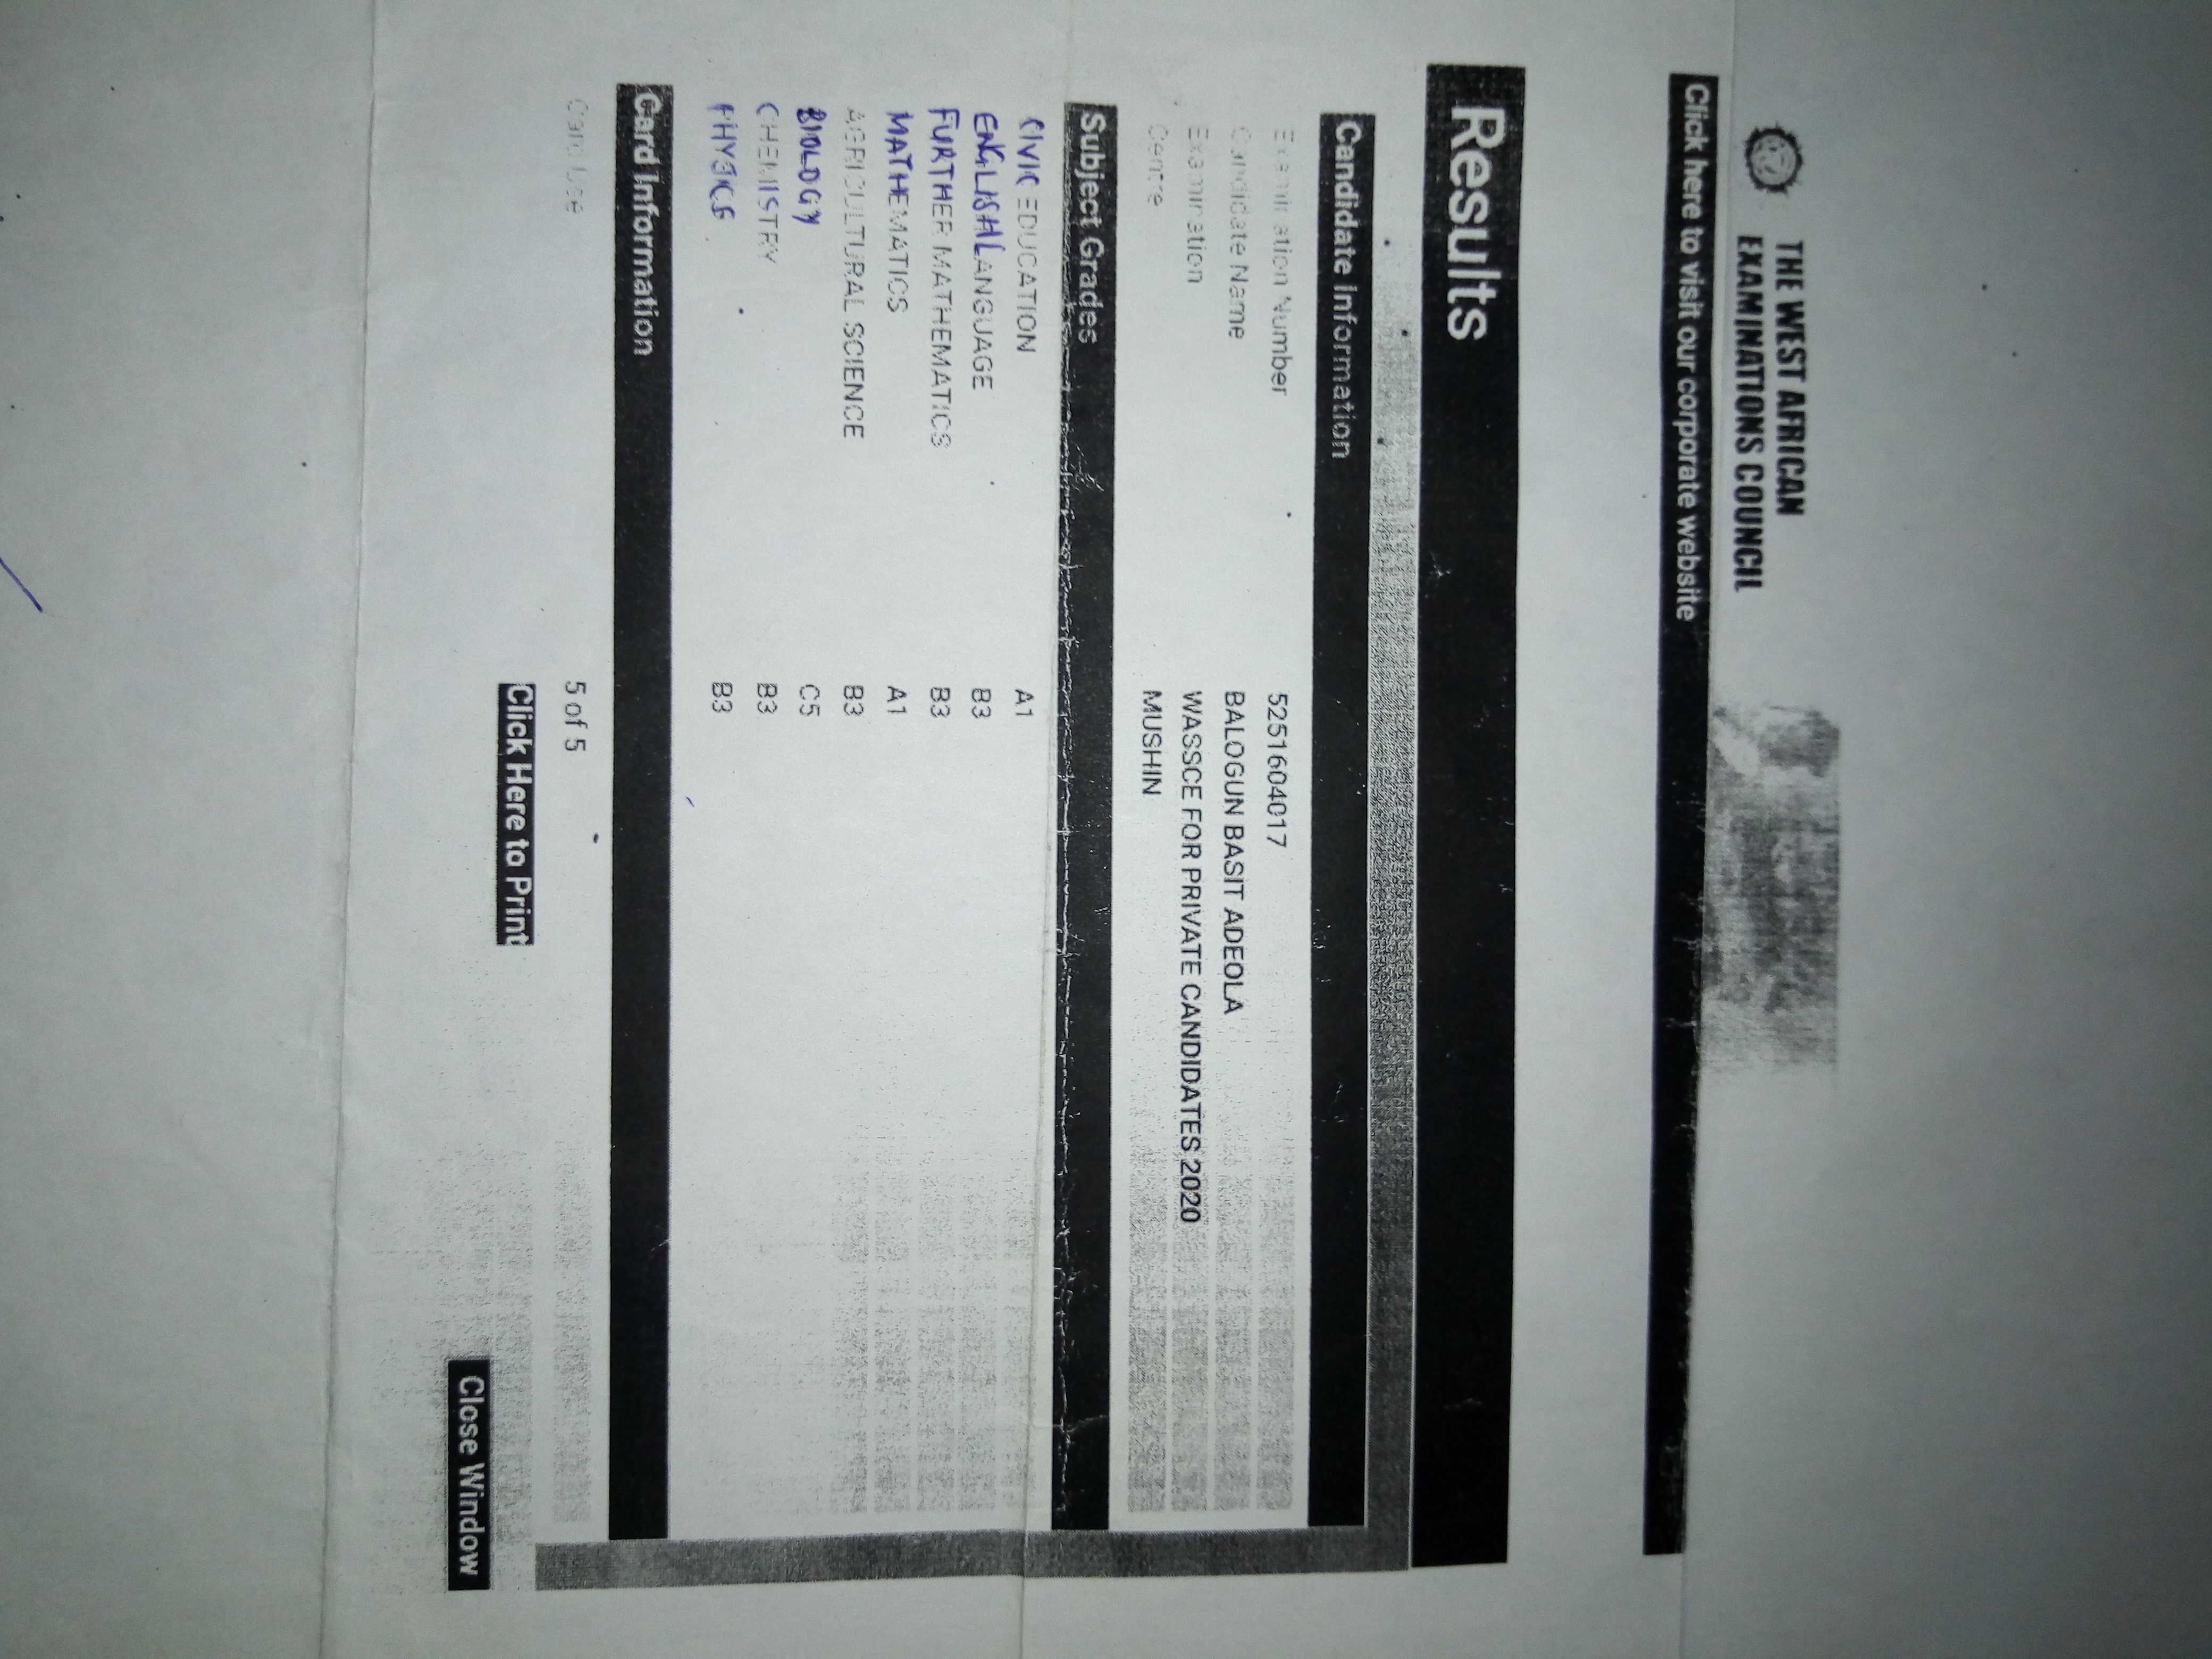 THE WEST AFRICAN
EXAMINATIONS COUNCIL
Click here to visit our corporate website
Results
Candidate Information
Examination Number 5251604017
Candidate Name BALOGUN BASIT ADEOLA
Examination WASSCE FOR PRIVATE CANDIDATES 2020
Centre MUSHIN
Subject Grades
CIVIC EDUCATION A1
ENGLISH LANGUAGE B3
FURTHER MATHEMATICS B3
MATHEMATICS A1
AGRICULTURAL SCIENCE B3
BIOLOGY C5
CHEMISTRY B3
PHYSICS B3
Card Information
Card Use 5 of 5
Click Here to Print
Close Window